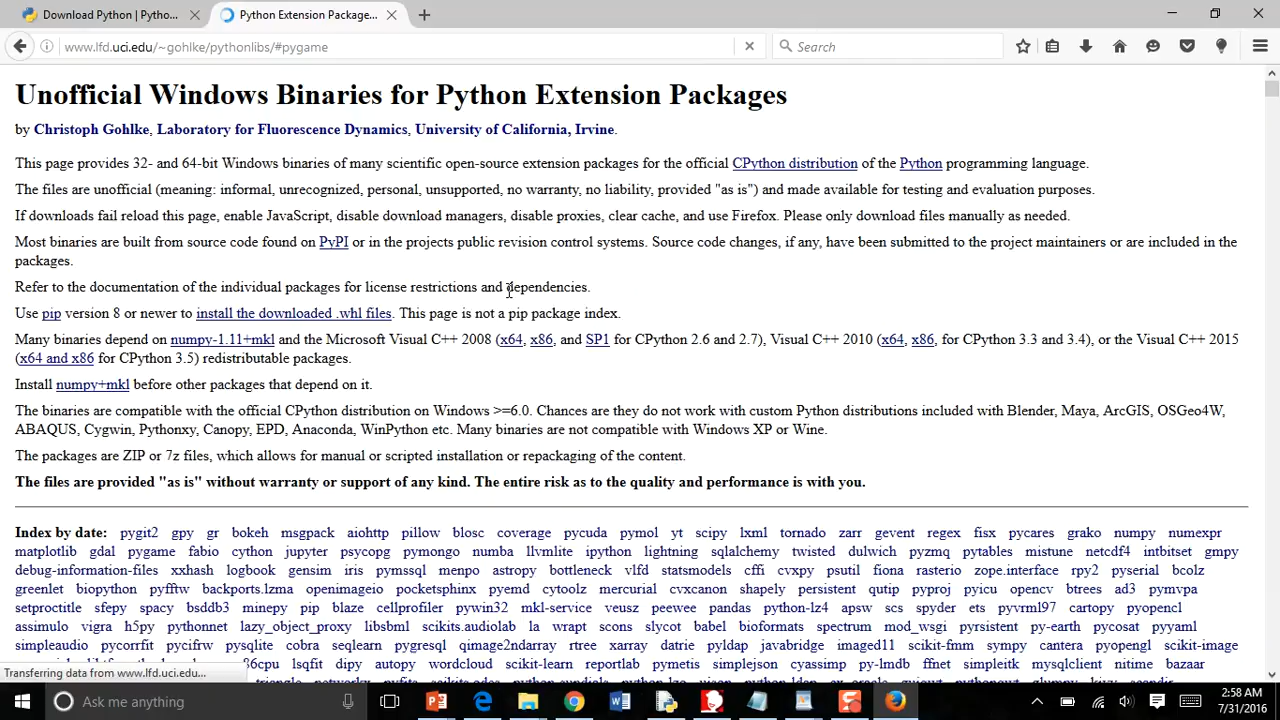 Download Python | Pytho...
Python Extension Package...
www.lfd.uci.edu/~gohlke/pythonlibs/#pygame
Search
Unofficial Windows Binaries for Python Extension Packages
by Christoph Gohlke, Laboratory for Fluorescence Dynamics, University of California, Irvine.
This page provides 32- and 64-bit Windows binaries of many scientific open-source extension packages for the official CPython distribution of the Python programming language.
The files are unofficial (meaning: informal, unrecognized, personal, unsupported, no warranty, no liability, provided "as is") and made available for testing and evaluation purposes.
If downloads fail reload this page, enable JavaScript, disable download managers, disable proxies, clear cache, and use Firefox. Please only download files manually as needed.
Most binaries are built from source code found on PyPI or in the projects public revision control systems. Source code changes, if any, have been submitted to the project maintainers or are included in the
packages.
Refer to the documentation of the individual packages for license restrictions and dependencies.
Use pip version 8 or newer to install the downloaded .whl files. This page is not a pip package index.
Many binaries depend on numpy-1.11+mkl and the Microsoft Visual C++ 2008 (x64, x86, and SP1 for CPython 2.6 and 2.7), Visual C++ 2010 (x64, x86, for CPython 3.3 and 3.4), or the Visual C++ 2015
(x64 and x86 for CPython 3.5) redistributable packages.
Install numpy+mkl before other packages that depend on it.
The binaries are compatible with the official CPython distribution on Windows >=6.0. Chances are they do not work with custom Python distributions included with Blender, Maya, ArcGIS, OSGeo4W,
ABAQUS, Cygwin, Pythonxy, Canopy, EPD, Anaconda, WinPython etc. Many binaries are not compatible with Windows XP or Wine.
The packages are ZIP or 7z files, which allows for manual or scripted installation or repackaging of the content.
The files are provided "as is" without warranty or support of any kind. The entire risk as to the quality and performance is with you.
Index by date: pygit2 gpy gr bokeh msgpack aiohttp pillow blosc coverage pycuda pymol yt scipy lxml tornado zarr gevent regex fisx pycares grako numpy numexpr
matplotlib gdal pygame fabio cython jupyter psycopg pymongo numba llvmlite ipython lightning sqlalchemy twisted dulwich pyzmq pytables mistune netcdf4 intbitset gmpy
debug-information-files xxhash logbook gensim iris pymssql menpo astropy bottleneck vlfd statsmodels cffi cvxpy psutil fiona rasterio zope.interface rpy2 pyserial bcolz
greenlet biopython pyfftw backports.lzma openimageio pocketsphinx pyemd cytoolz mercurial cvxcanon shapely persistent qutip pyproj pyicu opencv btrees ad3 pymvpa
setproctitle sfepy spacy bsddb3 minepy pip blaze cellprofiler pywin32 mkl-service veusz peewee pandas python-lz4 apsw scs spyder ets pyvrml97 cartopy pyopencl
assimulo vigra h5py pythonnet lazy_object_proxy libsbml scikits.audiolab la wrapt scons slycot babel bioformats spectrum mod_wsgi pyrsistent py-earth pycosat pyyaml
simpleaudio pycorrfit pycifrw pysqlite cobra seqlearn pygresql qimage2ndarray rtree xarray datrie pyldap javabridge imaged11 scikit-fmm sympy cantera pyopengl scikit-image
lsqfit dipy autopy wordcloud scikit-learn reportlab pymetis simplejson cyassimp py-lmdb ffnet simpleitk mysqlclient nitime bazaar
Transferring data from www.lfd.uci.edu...
Ask me anything
2:58 AM
7/31/2016